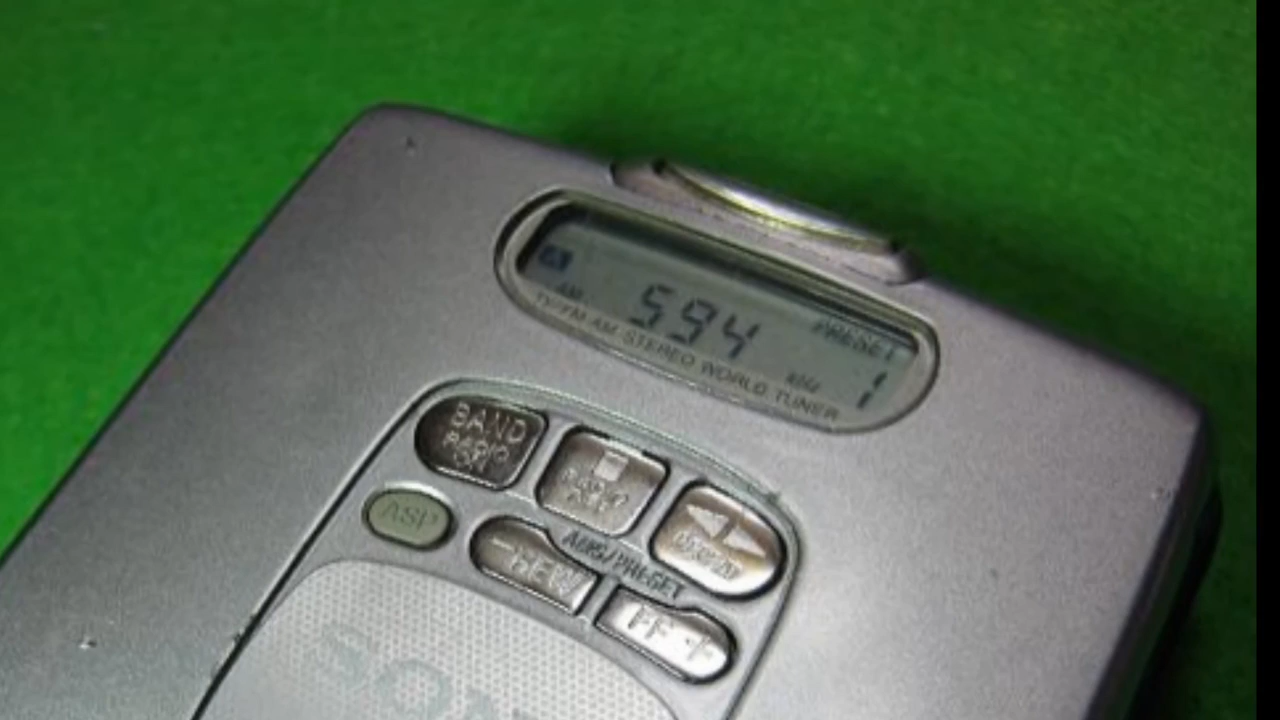 AM 594 PRESET
KHz 1
TV/FM AM STEREO WORLD TUNER
BAND
RADIO
ON
ASP
AMS/PRESET
-REW
FF +
SONY